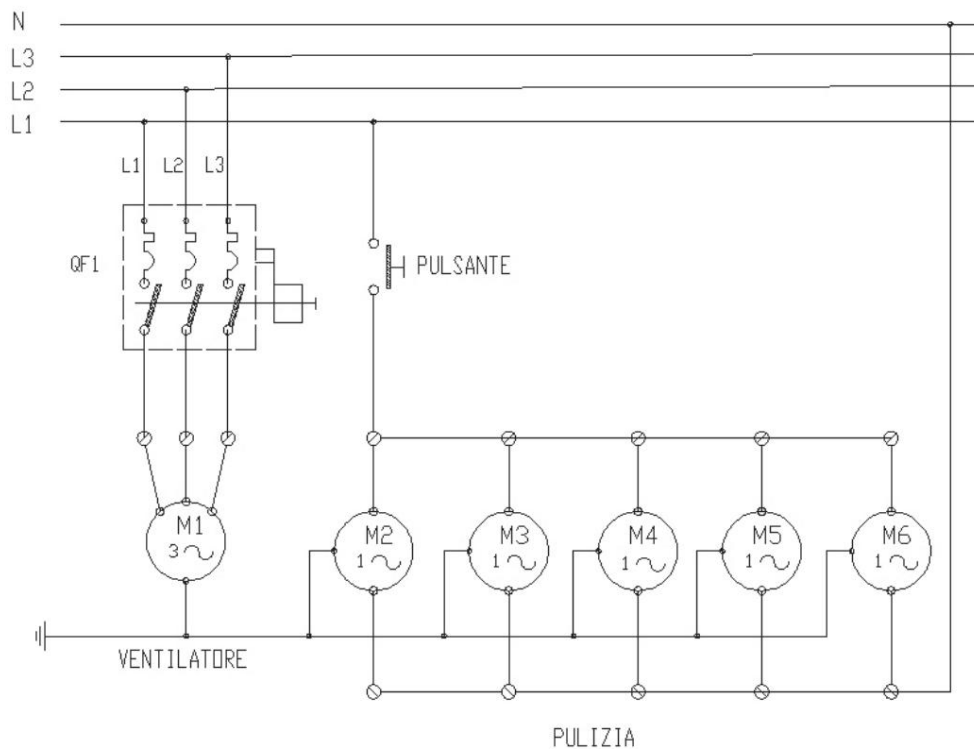 N
L3
L2
L1
L1 L2 L3
QF1
PULSANTE
M1
3
M2 M3 M4 M5 M6
1 1 1 1 1
VENTILATORE
PULIZIA